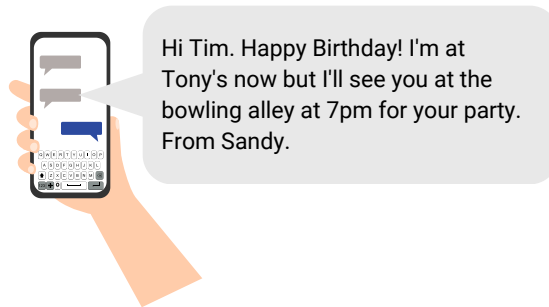 Hi Tim. Happy Birthday! I'm at
Tony's now but I'll see you at the
bowling alley at 7pm for your party.
From Sandy.
Q W E R T Y U I O P
A S D F G H J K L
Z X C V B N M